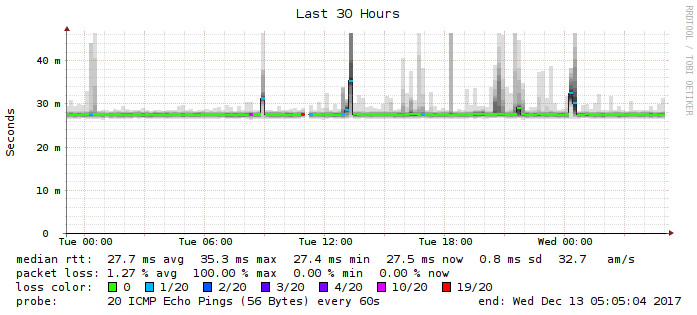 Last 30 Hours
RRDTOOL / TOBI OETIKER
Seconds
40 m
30 m
20 m
10 m
0
Tue 00:00 Tue 06:00 Tue 12:00 Tue 18:00 Wed 00:00
median rtt: 27.7 ms avg 35.3 ms max 27.4 ms min 27.5 ms now 0.8 ms sd 32.7 am/s
packet loss: 1.27 % avg 100.00 % max 0.00 % min 0.00 % now
loss color: 0 1/20 2/20 3/20 4/20 10/20 19/20
probe: 20 ICMP Echo Pings (56 Bytes) every 60s end: Wed Dec 13 05:05:04 2017